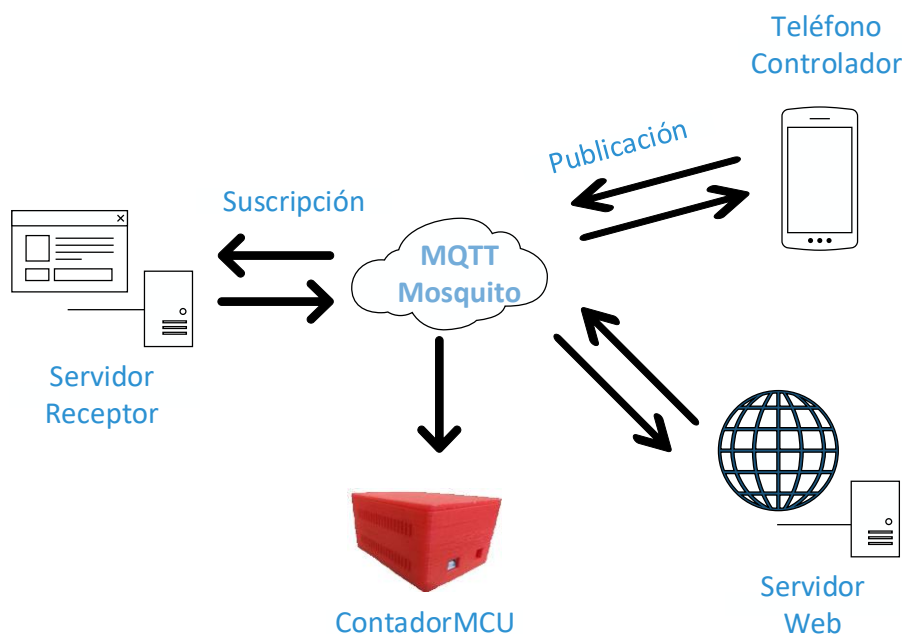 Teléfono
Controlador
Publicación
Suscripción
MQTT
Mosquito
Servidor
Receptor
ContadorMCU
Servidor
Web